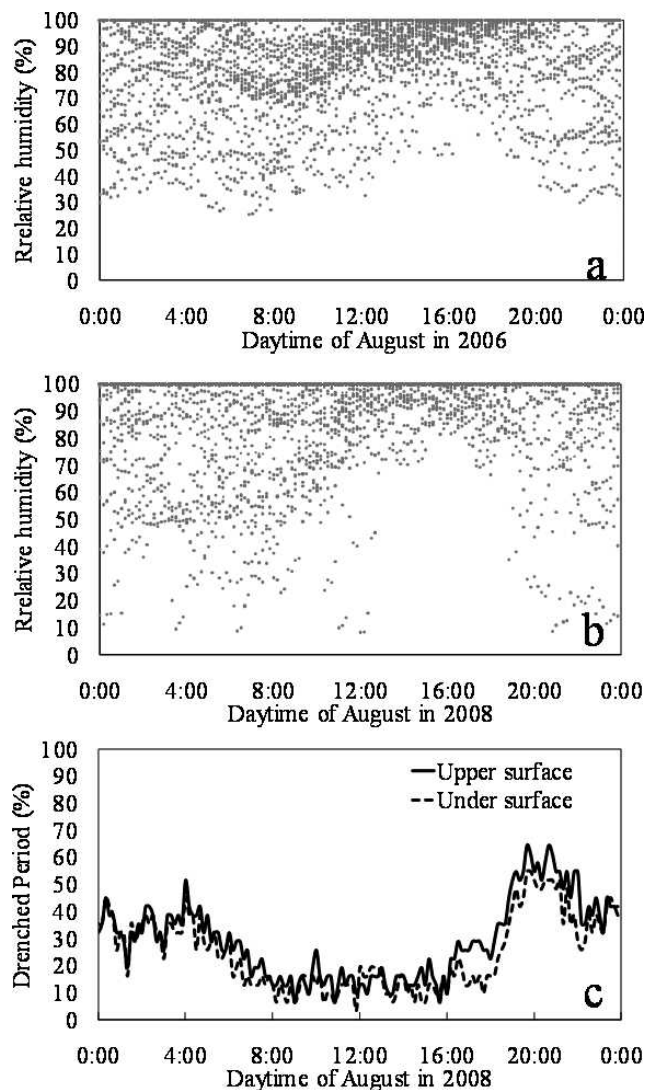 100
90
80
70
60
50
40
30
20
10
0
Rrelative humidity (%)
a
0:00 4:00 8:00 12:00 16:00 20:00 0:00
Daytime of August in 2006
100
90
80
70
60
50
40
30
20
10
0
Rrelative humidity (%)
b
0:00 4:00 8:00 12:00 16:00 20:00 0:00
Daytime of August in 2008
100
90
80
70
60
50
40
30
20
10
0
Drenched Period (%)
Upper surface
Under surface
c
0:00 4:00 8:00 12:00 16:00 20:00 0:00
Daytime of August in 2008